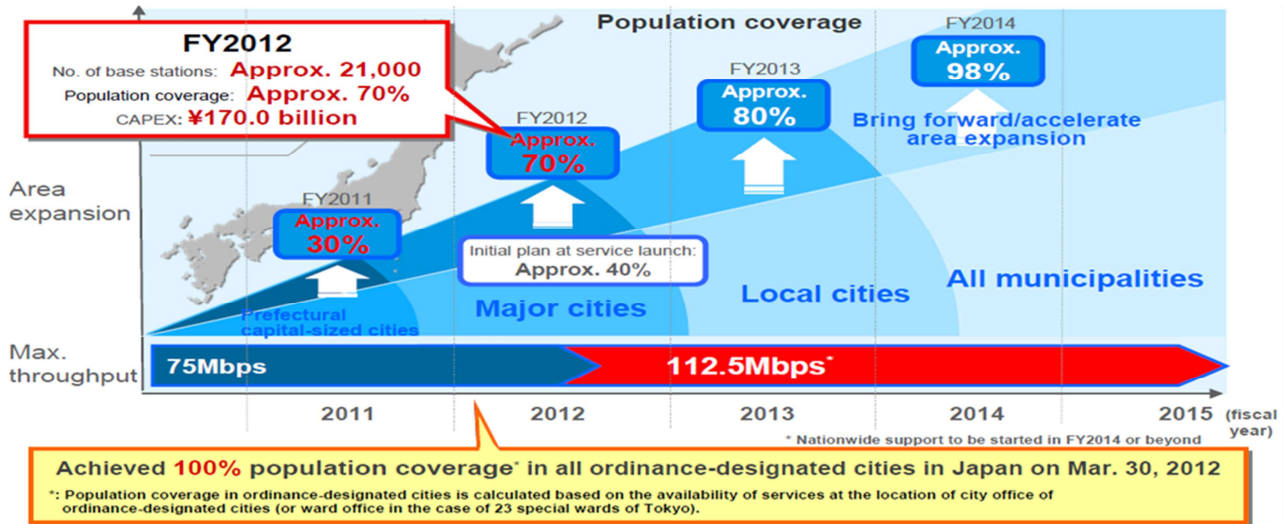 Population coverage
FY2012
No. of base stations: Approx. 21,000
Population coverage: Approx. 70%
CAPEX: ¥170.0 billion
FY2014
Approx.
98%
FY2013
Approx.
80%
Bring forward/accelerate
area expansion
FY2012
Approx.
70%
Area
expansion
FY2011
Approx.
30%
Initial plan at service launch:
Approx. 40%
All municipalities
Local cities
Major cities
Prefectural
capital-sized cities
Max.
throughput
75Mbps
112.5Mbps*
2011
2012
2013
2014
2015
(fiscal
year)
* Nationwide support to be started in FY2014 or beyond
Achieved 100% population coverage* in all ordinance-designated cities in Japan on Mar. 30, 2012
*: Population coverage in ordinance-designated cities is calculated based on the availability of services at the location of city office of
ordinance-designated cities (or ward office in the case of 23 special wards of Tokyo).